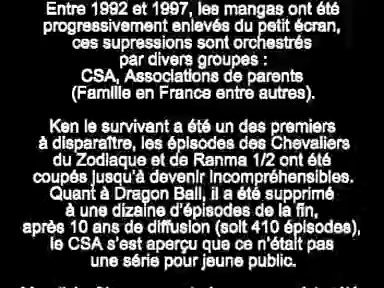 Entre 1992 et 1997, les mangas ont été
progressivement enlevés du petit écran,
ces supressions sont orchestrés
par divers groupes :
CSA, Associations de parents
(Famille en France entre autres).
Ken le survivant a été un des premiers
à disparaître, les épisodes des Chevaliers
du Zodiaque et de Ranma 1/2 ont été
coupés jusqu'à devenir incompréhensibles.
Quant à Dragon Ball, il a été supprimé
à une dizaine d'épisodes de la fin,
après 10 ans de diffusion (soit 410 épisodes),
le CSA s'est aperçu que ce n'était pas
une série pour jeune public.